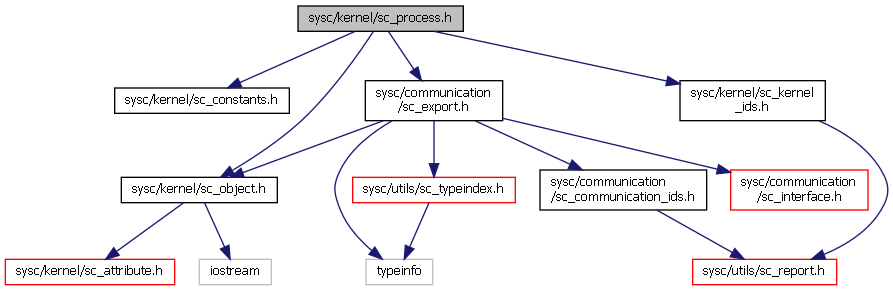 sysc/kernel/sc_process.h
sysc/kernel/sc_constants.h
sysc/communication
/sc_export.h
sysc/kernel/sc_kernel
_ids.h
sysc/kernel/sc_object.h
sysc/utils/sc_typeindex.h
sysc/communication
/sc_communication_ids.h
sysc/communication
/sc_interface.h
sysc/kernel/sc_attribute.h
iostream
typeinfo
sysc/utils/sc_report.h